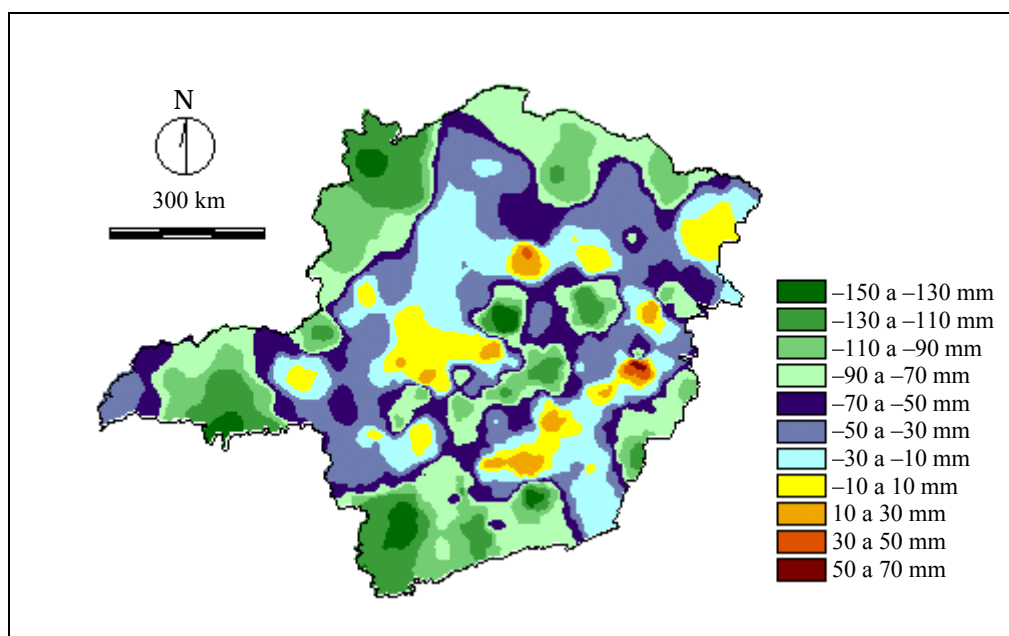 N
300 km
–150 a –130 mm
–130 a –110 mm
–110 a –90 mm
–90 a –70 mm
–70 a –50 mm
–50 a –30 mm
–30 a –10 mm
–10 a 10 mm
10 a 30 mm
30 a 50 mm
50 a 70 mm